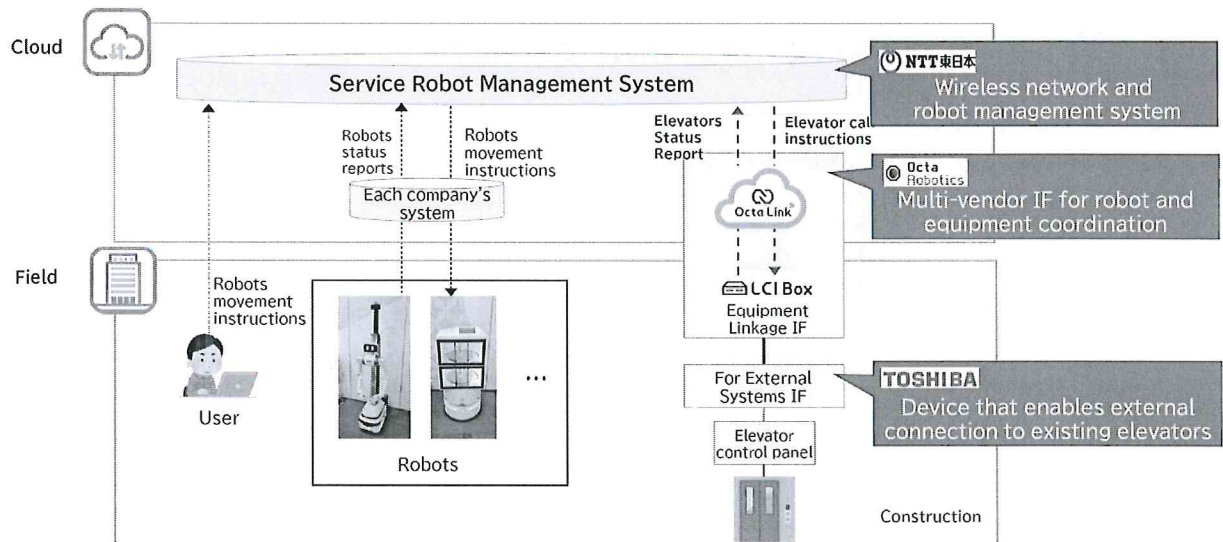 Cloud
Service Robot Management System
NTT東日本
Wireless network and
robot management system
Robots
status
reports
Robots
movement
instructions
Elevators
Status
Report
Elevator call
instructions
Each company's
system
Octa Link
Octa
Robotics
Multi-vendor IF for robot and
equipment coordination
Field
Robots
movement
instructions
LCI Box
Equipment
Linkage IF
User
...
Robots
For External
Systems IF
TOSHIBA
Device that enables external
connection to existing elevators
Elevator
control panel
Construction